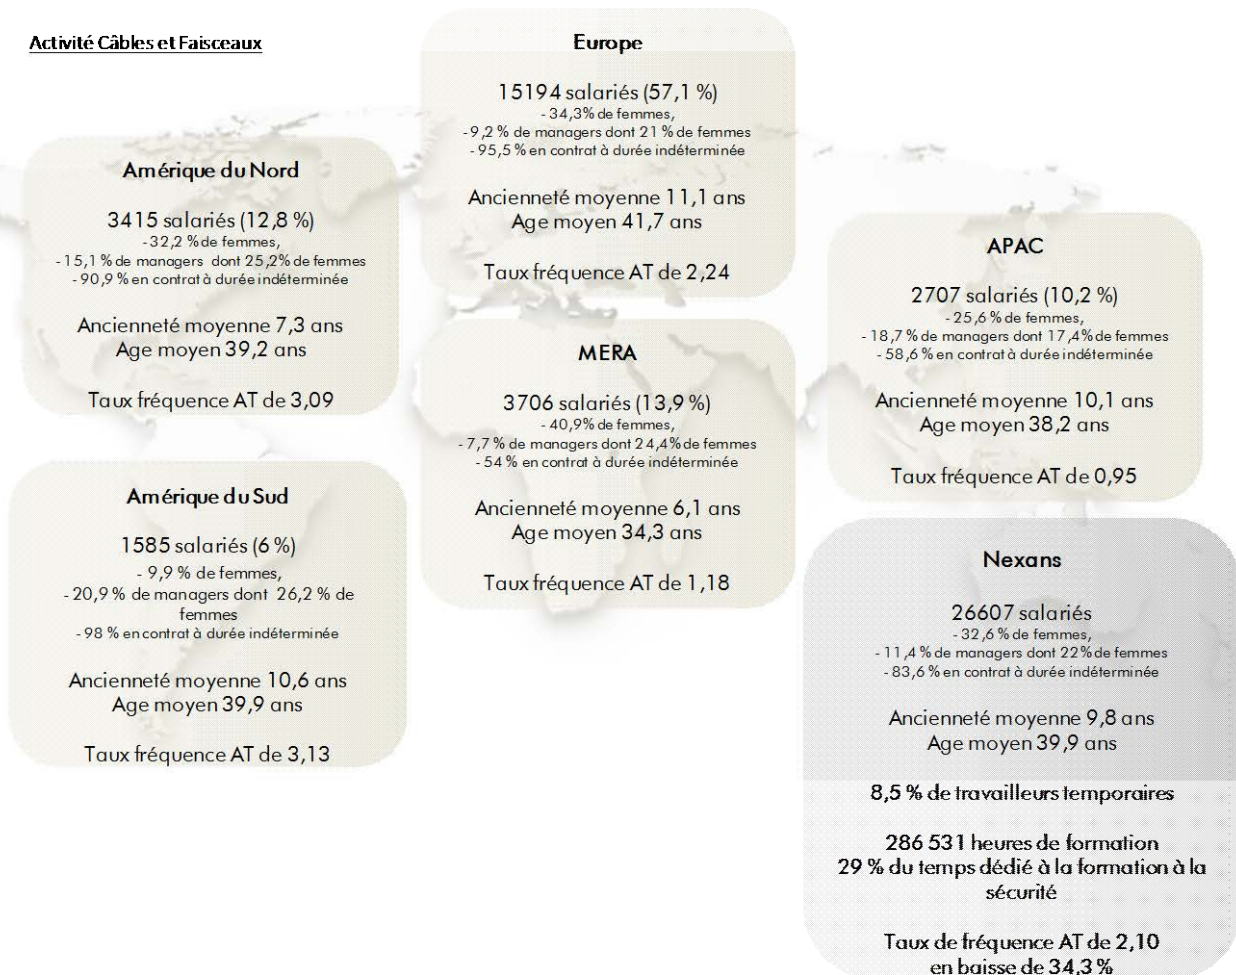 Activité Câbles et Faisceaux
Europe
15194 salariés (57,1 %)
- 34,3% de femmes,
-9,2 % de managers dont 21 % de femmes
- 95,5 % en contrat à durée indéterminée
Ancienneté moyenne 11,1 ans
Age moyen 41,7 ans
Taux fréquence AT de 2,24
Amérique du Nord
3415 salariés (12,8 %)
-32,2 % de femmes,
- 15,1 % de managers dont 25,2% de femmes
- 90,9 % en contrat à durée indéterminée
Ancienneté moyenne 7,3 ans
Age moyen 39,2 ans
Taux fréquence AT de 3,09
APAC
2707 salariés (10,2 %)
- 25,6 % de femmes,
- 18,7 % de managers dont 17,4% de femmes
- 58,6 % en contrat à durée indéterminée
Ancienneté moyenne 10,1 ans
Age moyen 38,2 ans
Taux fréquence AT de 0,95
MERA
3706 salariés (13,9 %)
- 40,9% de femmes,
- 7,7 % de managers dont 24,4% de femmes
- 54 % en contrat à durée indéterminée
Ancienneté moyenne 6,1 ans
Age moyen 34,3 ans
Taux fréquence AT de 1,18
Amérique du Sud
1585 salariés (6 %)
- 9,9 % de femmes,
- 20,9 % de managers dont 26,2 % de
femmes
- 98 % en contrat à durée indéterminée
Ancienneté moyenne 10,6 ans
Age moyen 39,9 ans
Taux fréquence AT de 3,13
Nexans
26607 salariés
- 32,6 % de femmes,
- 11,4 % de managers dont 22% de femmes
- 83,6 % en contrat à durée indéterminée
Ancienneté moyenne 9,8 ans
Age moyen 39,9 ans
8,5 % de travailleurs temporaires
286 531 heures de formation
29 % du temps dédié à la formation à la
sécurité
Taux de fréquence AT de 2,10
en baisse de 34,3 %